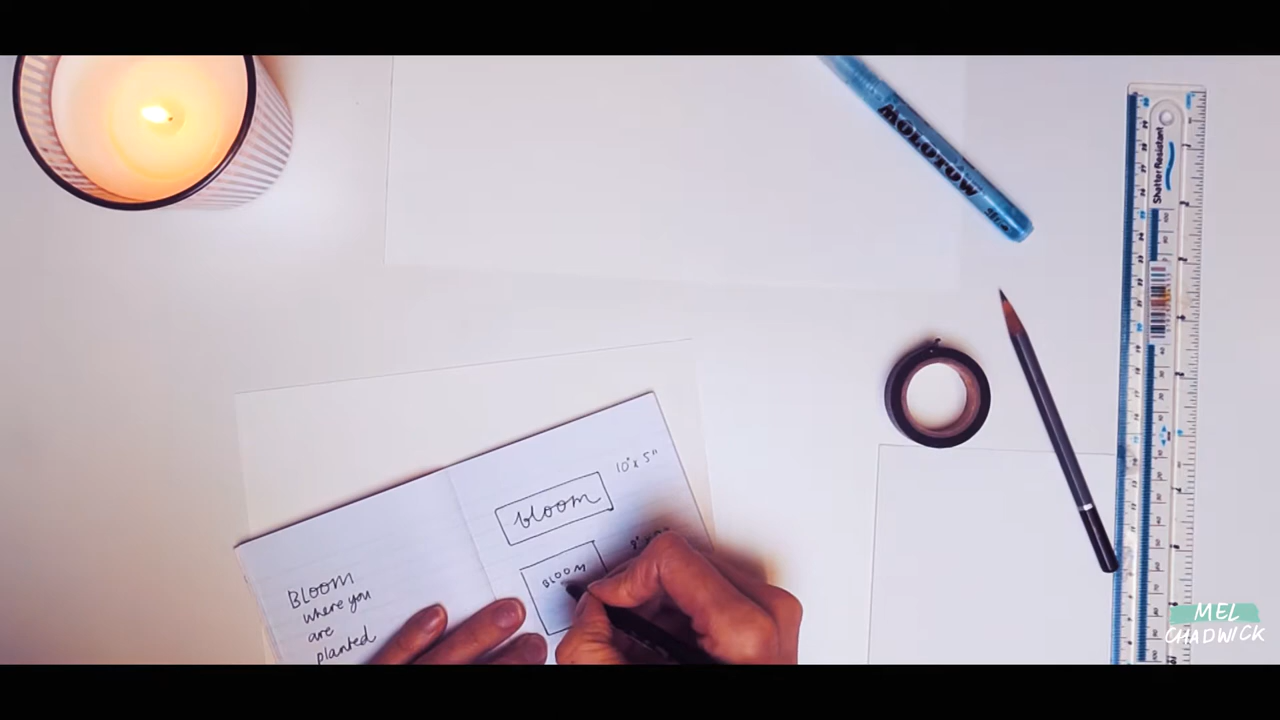 MOLOTOW
Shatter Resistant
10" x 5"
bloom
BLOOM
Bloom
where you
are
planted
MEL
CHADWICK